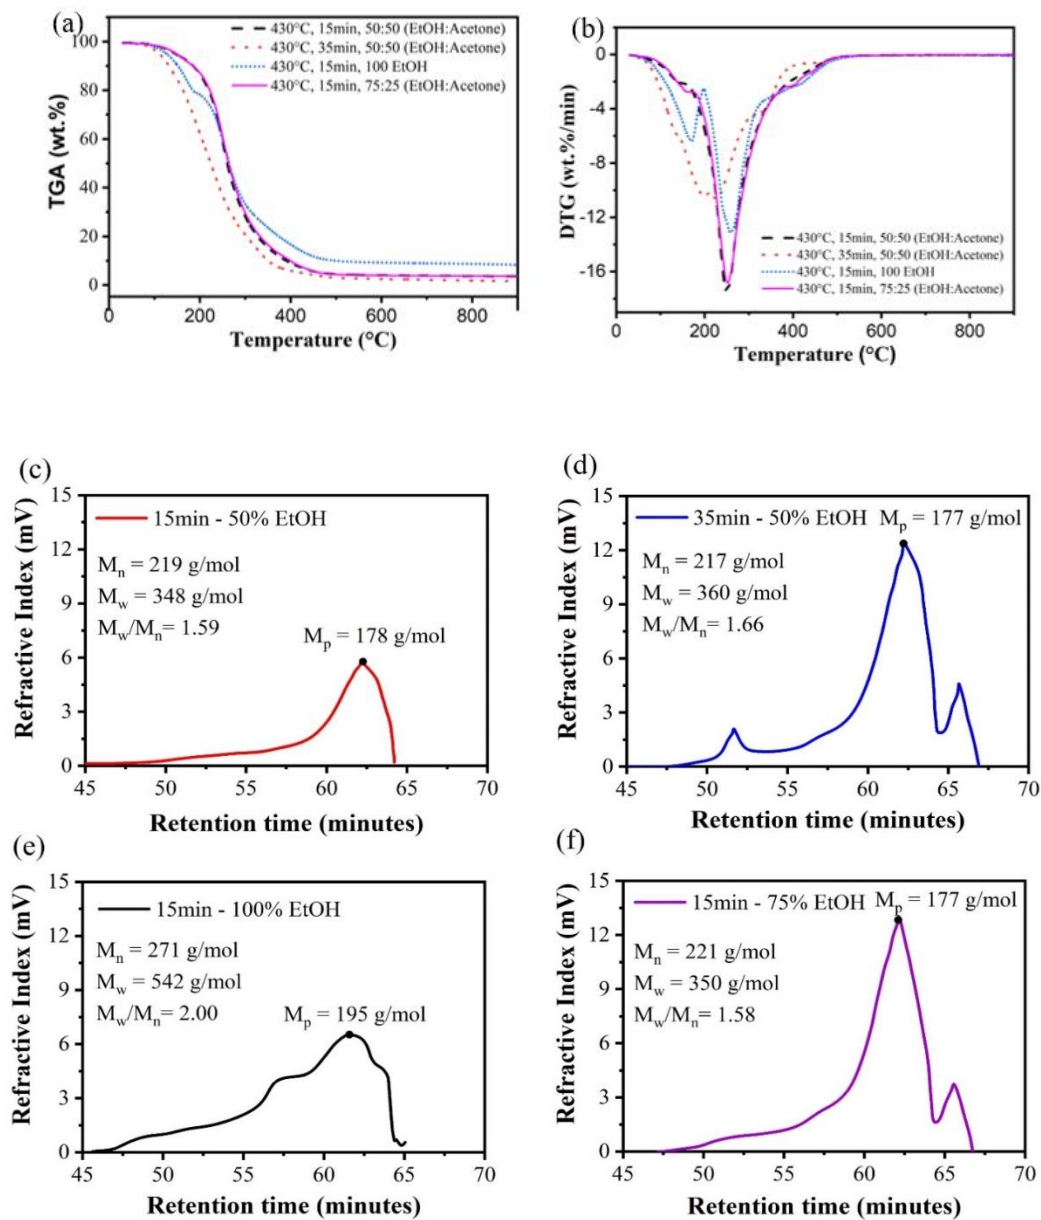 (a)
430°C, 15min, 50:50 (EtOH:Acetone)
430°C, 35min, 50:50 (EtOH:Acetone)
430°C, 15min, 100 EtOH
430°C, 15min, 75:25 (EtOH:Acetone)
TGA (wt.%)
100
80
60
40
20
0
0 200 400 600 800
Temperature (°C)
(b)
DTG (wt.%/min)
0
-4
-8
-12
-16
430°C, 15min, 50:50 (EtOH:Acetone)
430°C, 35min, 50:50 (EtOH:Acetone)
430°C, 15min, 100 EtOH
430°C, 15min, 75:25 (EtOH:Acetone)
0 200 400 600 800
Temperature (°C)
(c)
Refractive Index (mV)
15
12
9
6
3
0
15min - 50% EtOH
Mn = 219 g/mol
Mw = 348 g/mol
Mw/Mn = 1.59
Mp = 178 g/mol
45 50 55 60 65 70
Retention time (minutes)
(d)
Refractive Index (mV)
15
12
9
6
3
0
35min - 50% EtOH
Mp = 177 g/mol
Mn = 217 g/mol
Mw = 360 g/mol
Mw/Mn = 1.66
45 50 55 60 65 70
Retention time (minutes)
(e)
Refractive Index (mV)
15
12
9
6
3
0
15min - 100% EtOH
Mn = 271 g/mol
Mw = 542 g/mol
Mw/Mn = 2.00
Mp = 195 g/mol
45 50 55 60 65 70
Retention time (minutes)
(f)
Refractive Index (mV)
15
12
9
6
3
0
15min - 75% EtOH
Mp = 177 g/mol
Mn = 221 g/mol
Mw = 350 g/mol
Mw/Mn = 1.58
45 50 55 60 65 70
Retention time (minutes)